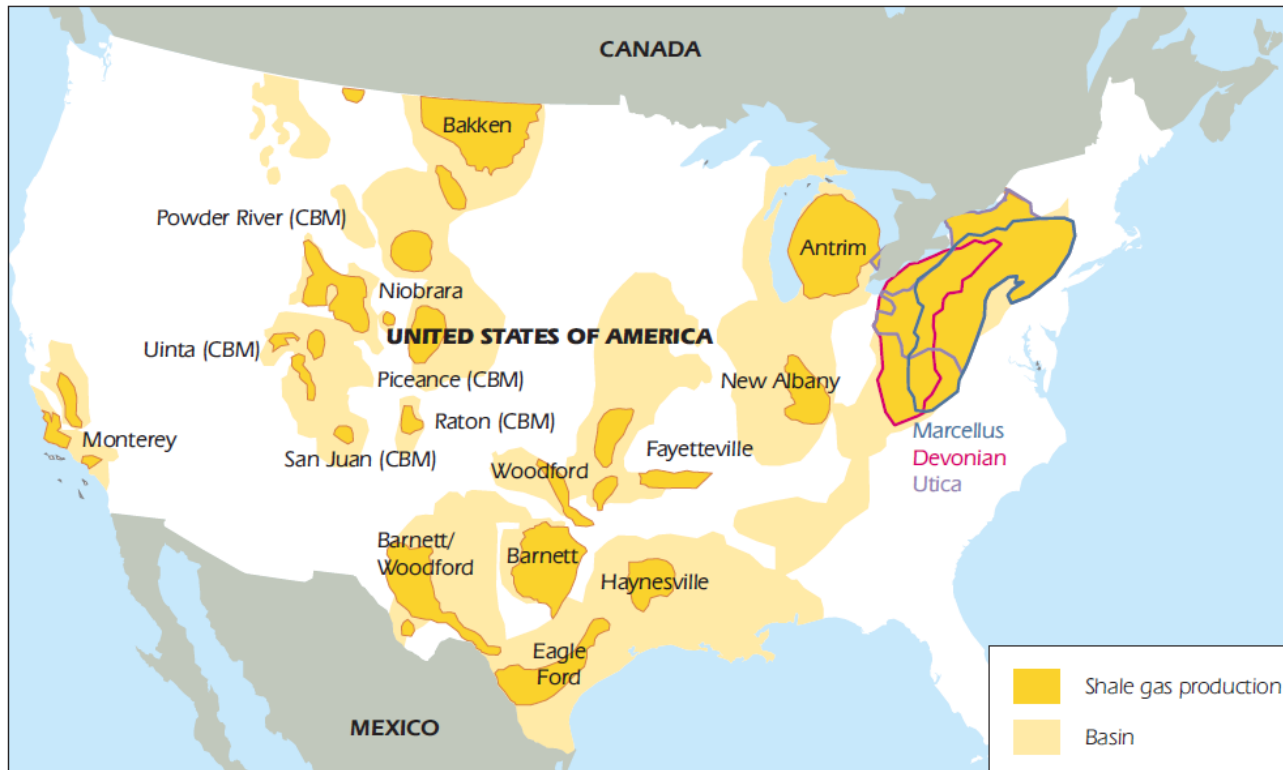 CANADA
Bakken
Powder River (CBM)
Antrim
Niobrara
UNITED STATES OF AMERICA
Uinta (CBM)
Piceance (CBM)
New Albany
Raton (CBM)
Monterey
San Juan (CBM)
Fayetteville
Woodford
Marcellus
Devonian
Utica
Barnett/
Woodford
Barnett
Haynesville
Eagle
Ford
MEXICO
Shale gas production
Basin